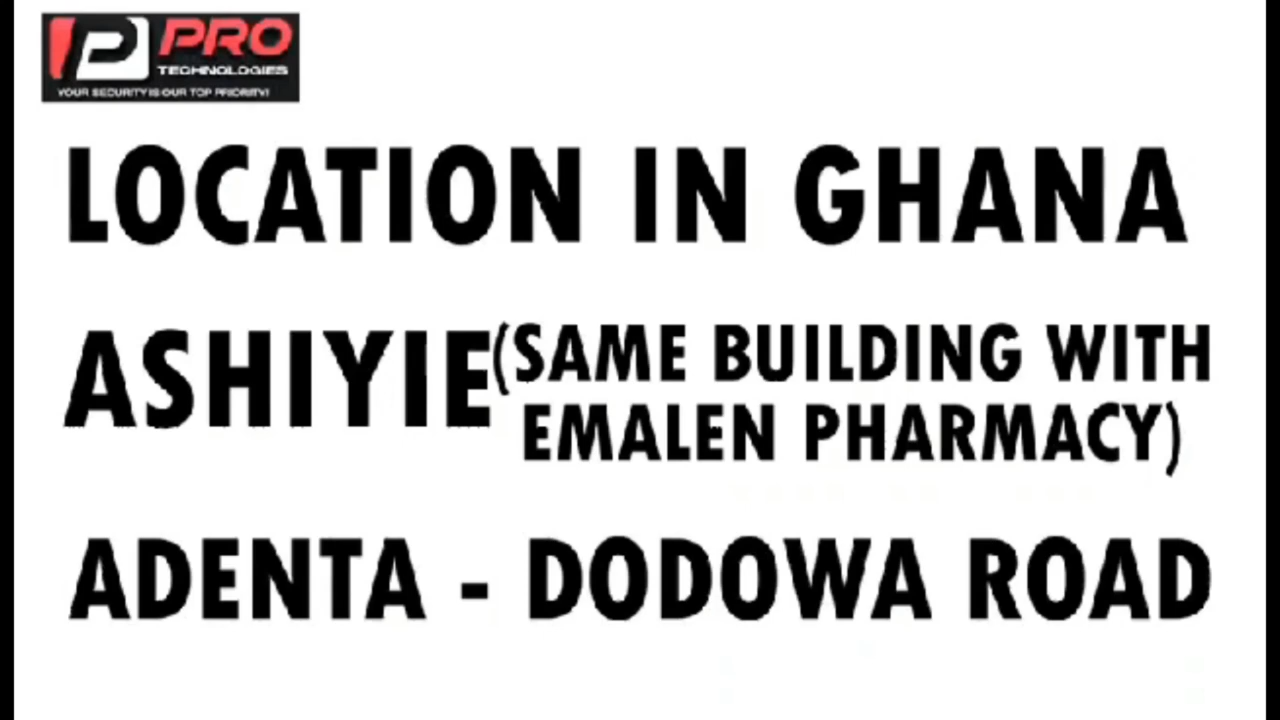 PRO
TECHNOLOGIES
YOUR SECURITY IS OUR TOP PRIORITY!
LOCATION IN GHANA
ASHIYIE (SAME BUILDING WITH
EMALEN PHARMACY)
ADENTA - DODOWA ROAD